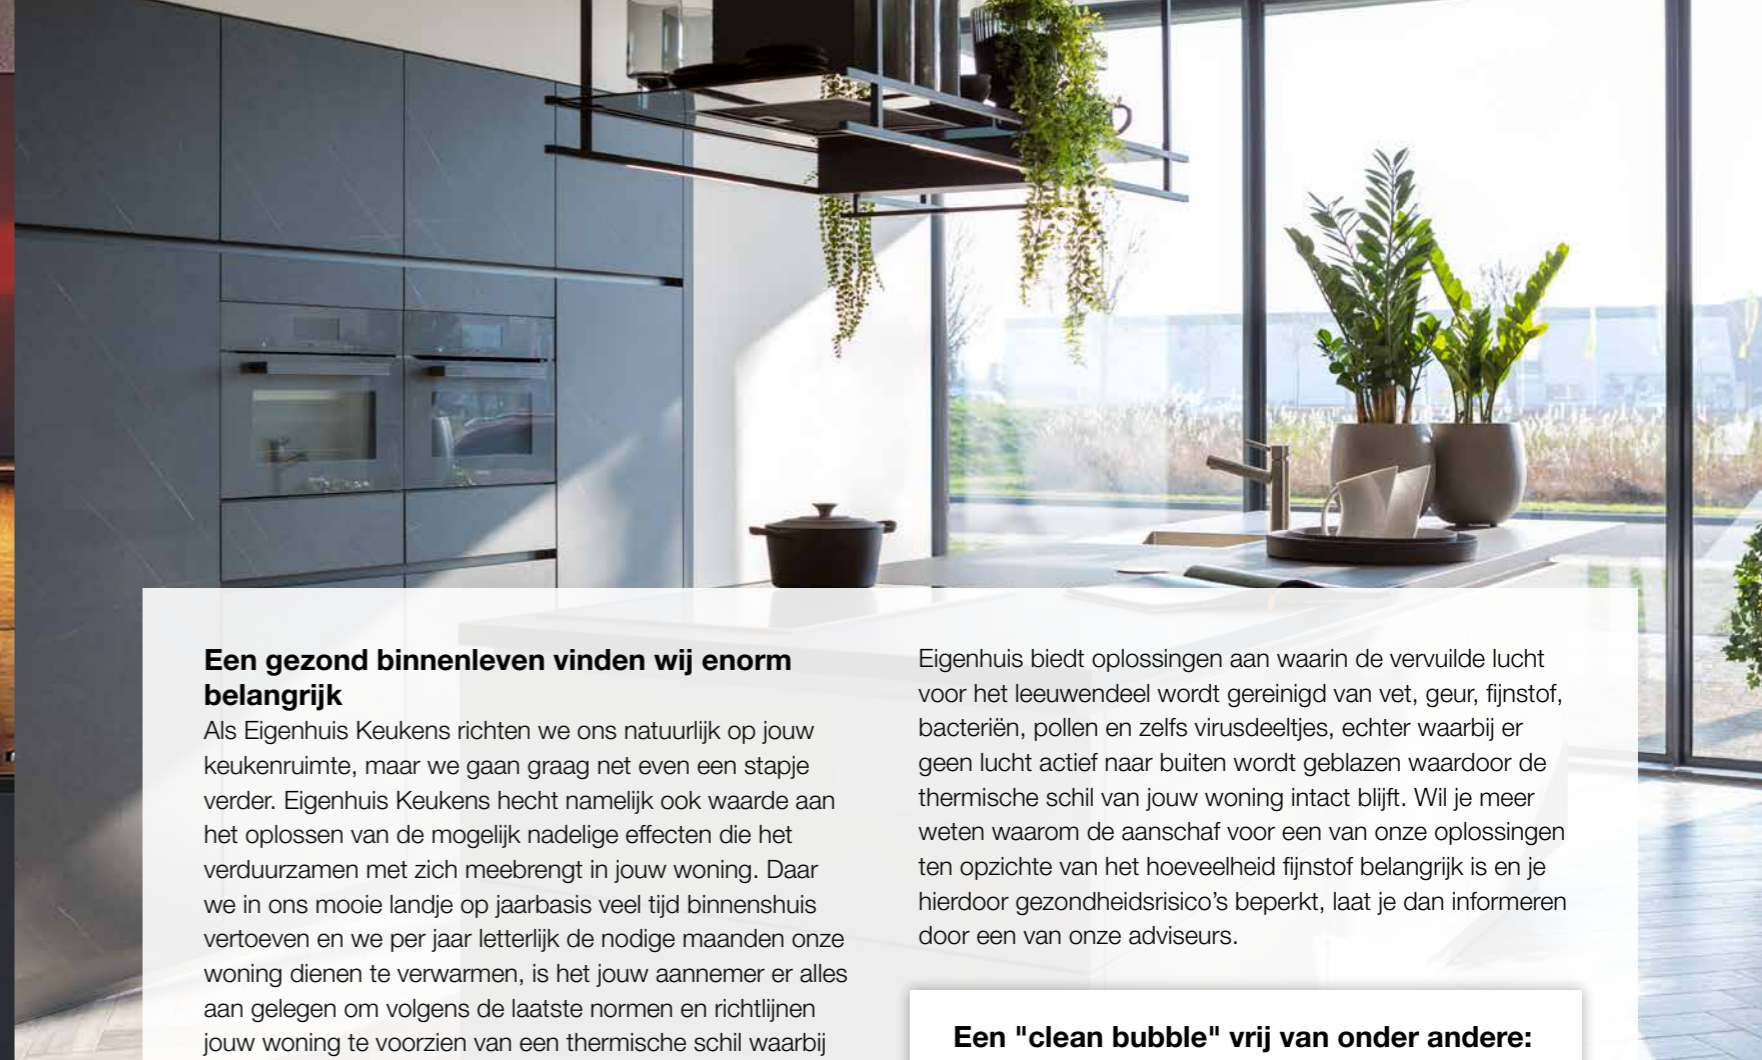 Een gezond binnenleven vinden wij enorm
belangrijk
Als Eigenhuis Keukens richten we ons natuurlijk op jouw
keukenruimte, maar we gaan graag net even een stapje
verder. Eigenhuis Keukens hecht namelijk ook waarde aan
het oplossen van de mogelijk nadelige effecten die het
verduurzamen met zich meebrengt in jouw woning. Daar
we in ons mooie landje op jaarbasis veel tijd binnenshuis
vertoeven en we per jaar letterlijk de nodige maanden onze
woning dienen te verwarmen, is het jouw aannemer er alles
aan gelegen om volgens de laatste normen en richtlijnen
jouw woning te voorzien van een thermische schil waarbij
Eigenhuis biedt oplossingen aan waarin de vervuilde lucht
voor het leeuwendeel wordt gereinigd van vet, geur, fijnstof,
bacteriën, pollen en zelfs virusdeeltjes, echter waarbij er
geen lucht actief naar buiten wordt geblazen waardoor de
thermische schil van jouw woning intact blijft. Wil je meer
weten waarom de aanschaf voor een van onze oplossingen
ten opzichte van het hoeveelheid fijnstof belangrijk is en je
hierdoor gezondheidsrisico's beperkt, laat je dan informeren
door een van onze adviseurs.
Een "clean bubble" vrij van onder andere: